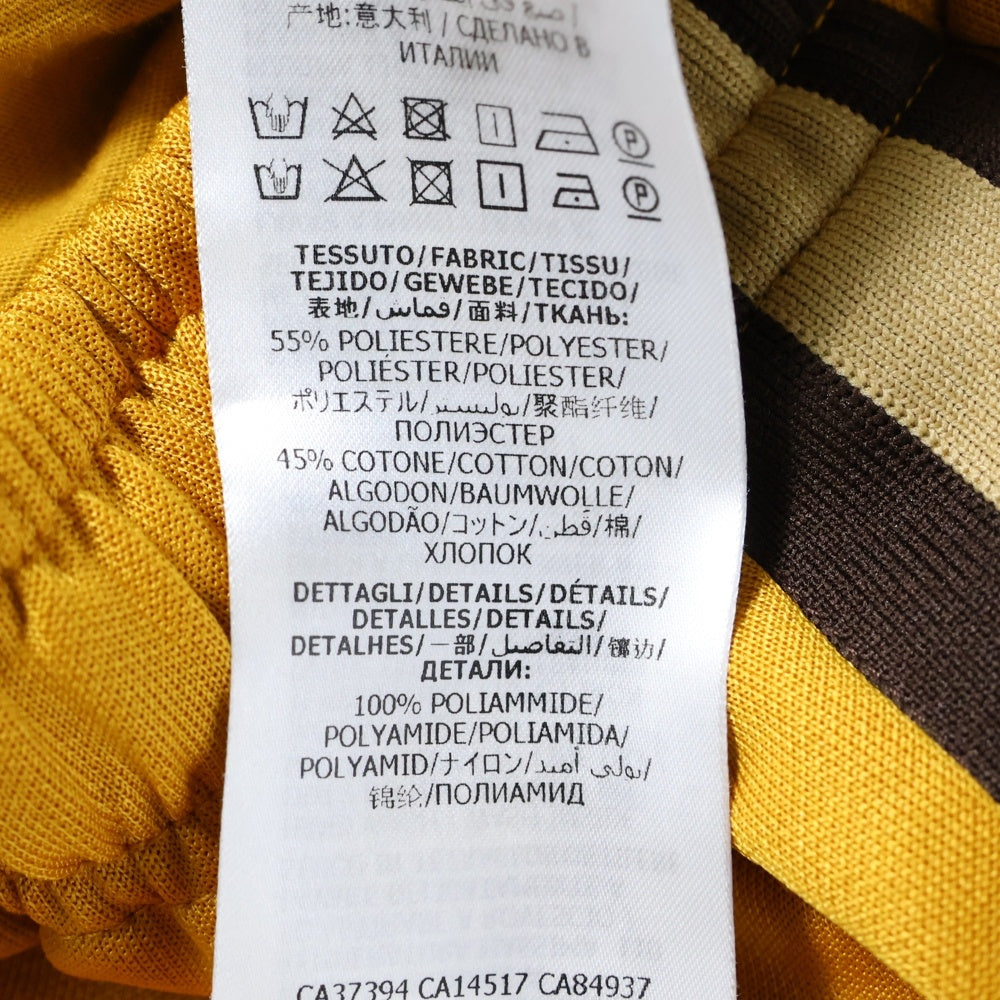 产地:意大利 / СДЕЛАНО В
ИТАЛИИ
P
P
TESSUTO/FABRIC/TISSU/
TEJIDO/GEWEBE/TECIDO/
表地/قماش/面料/ТКАНЬ:
55% POLIESTERE/POLYESTER/
POLIÉSTER/POLIESTER/
ポリエステル/بوليستر/聚酯纤维/
ПОЛИЭСТЕР
45% COTONE/COTTON/COTON/
ALGODON/BAUMWOLLE/
ALGODÃO/コットン/قطن/棉/
ХЛОПОК
DETTAGLI/DETAILS/DÉTAILS/
DETALLES/DETAILS/
DETALHES/一部/التفاصيل/镶边/
ДЕТАЛИ:
100% POLIAMMIDE/
POLYAMIDE/POLIAMIDA/
POLYAMID/ナイロン/بولي أميد/
锦纶/ПОЛИАМИД
CA37394 CA14517 CA84937